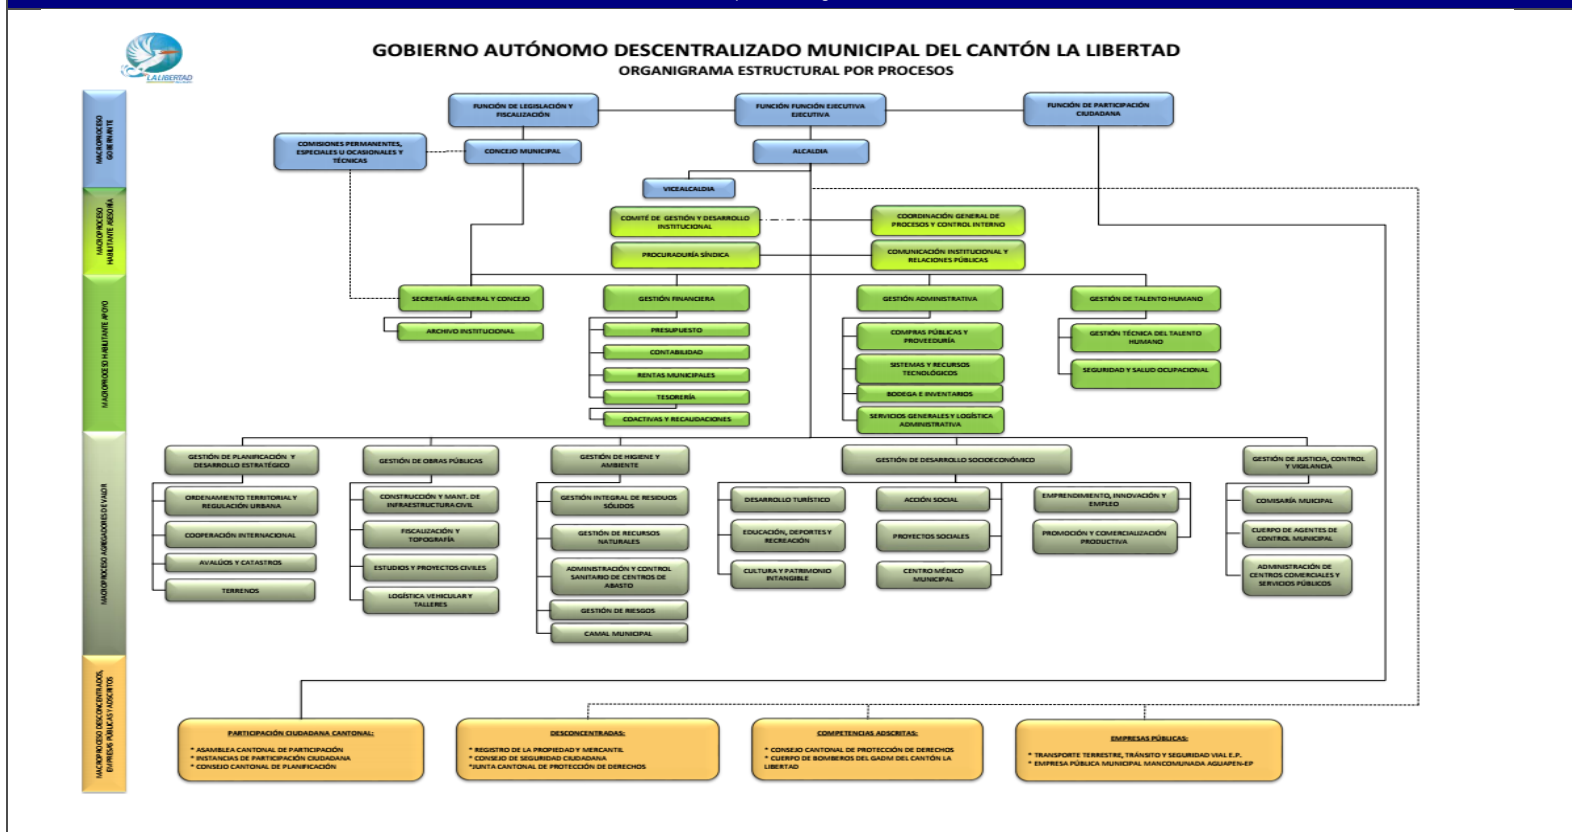 GOBIERNO AUTÓNOMO DESCENTRALIZADO MUNICIPAL DEL CANTÓN LA LIBERTAD
ORGANIGRAMA ESTRUCTURAL POR PROCESOS
LA LIBERTAD
MACROPROCESO
GOBERNANTE
FUNCIÓN DE LEGISLACIÓN Y
FISCALIZACIÓN
FUNCIÓN FUNCIÓN EJECUTIVA
EJECUTIVA
FUNCIÓN DE PARTICIPACIÓN
CIUDADANA
COMISIONES PERMANENTES,
ESPECIALES U OCASIONALES Y
TÉCNICAS
CONCEJO MUNICIPAL
ALCALDIA
VICEALCALDIA
MACROPROCESO
HABILITANTE ASESORÍA
COMITÉ DE GESTIÓN Y DESARROLLO
INSTITUCIONAL
COORDINACIÓN GENERAL DE
PROCESOS Y CONTROL INTERNO
PROCURADURÍA SÍNDICA
COMUNICACIÓN INSTITUCIONAL Y
RELACIONES PÚBLICAS
MACROPROCESO HABILITANTE APOYO
SECRETARÍA GENERAL Y CONCEJO
ARCHIVO INSTITUCIONAL
GESTIÓN FINANCIERA
PRESUPUESTO
CONTABILIDAD
RENTAS MUNICIPALES
TESORERÍA
COACTIVAS Y RECAUDACIONES
GESTIÓN ADMINISTRATIVA
COMPRAS PÚBLICAS Y
PROVEEDURÍA
SISTEMAS Y RECURSOS
TECNOLÓGICOS
BODEGA E INVENTARIOS
SERVICIOS GENERALES Y LOGÍSTICA
ADMINISTRATIVA
GESTIÓN DE TALENTO HUMANO
GESTIÓN TÉCNICA DEL TALENTO
HUMANO
SEGURIDAD Y SALUD OCUPACIONAL
MACROPROCESO AGREGADORES DE VALOR
GESTIÓN DE PLANIFICACIÓN Y
DESARROLLO ESTRATÉGICO
ORDENAMIENTO TERRITORIAL Y
REGULACIÓN URBANA
COOPERACIÓN INTERNACIONAL
AVALÚOS Y CATASTROS
TERRENOS
GESTIÓN DE OBRAS PÚBLICAS
CONSTRUCCIÓN Y MANT. DE
INFRAESTRUCTURA CIVIL
FISCALIZACIÓN Y
TOPOGRAFÍA
ESTUDIOS Y PROYECTOS CIVILES
LOGÍSTICA VEHICULAR Y
TALLERES
GESTIÓN DE HIGIENE Y
AMBIENTE
GESTIÓN INTEGRAL DE RESIDUOS
SÓLIDOS
GESTIÓN DE RECURSOS
NATURALES
ADMINISTRACIÓN Y CONTROL
SANITARIO DE CENTROS DE
ABASTO
GESTIÓN DE RIESGOS
CAMAL MUNICIPAL
GESTIÓN DE DESARROLLO SOCIOECONÓMICO
DESARROLLO TURÍSTICO
EDUCACIÓN, DEPORTES Y
RECREACIÓN
CULTURA Y PATRIMONIO
INTANGIBLE
ACCIÓN SOCIAL
PROYECTOS SOCIALES
CENTRO MÉDICO
MUNICIPAL
EMPRENDIMIENTO, INNOVACIÓN Y
EMPLEO
PROMOCIÓN Y COMERCIALIZACIÓN
PRODUCTIVA
GESTIÓN DE JUSTICIA, CONTROL
Y VIGILANCIA
COMISARÍA MUICIPAL
CUERPO DE AGENTES DE
CONTROL MUNICIPAL
ADMINISTRACIÓN DE
CENTROS COMERCIALES Y
SERVICIOS PÚBLICOS
MACROPROCESO DESCONCENTRADOS,
EMPRESAS PÚBLICAS Y ADSCRITOS
PARTICIPACIÓN CIUDADANA CANTONAL:
* ASAMBLEA CANTONAL DE PARTICIPACIÓN
* INSTANCIAS DE PARTICIPACIÓN CIUDADANA
* CONSEJO CANTONAL DE PLANIFICACIÓN
DESCONCENTRADAS:
* REGISTRO DE LA PROPIEDAD Y MERCANTIL
* CONSEJO DE SEGURIDAD CIUDADANA
*JUNTA CANTONAL DE PROTECCIÓN DE DERECHOS
COMPETENCIAS ADSCRITAS:
* CONSEJO CANTONAL DE PROTECCIÓN DE DERECHOS
* CUERPO DE BOMBEROS DEL GADM DEL CANTÓN LA
LIBERTAD
EMPRESAS PÚBLICAS:
* TRANSPORTE TERRESTRE, TRÁNSITO Y SEGURIDAD VIAL E.P.
* EMPRESA PÚBLICA MUNICIPAL MANCOMUNADA AGUAPEN-EP